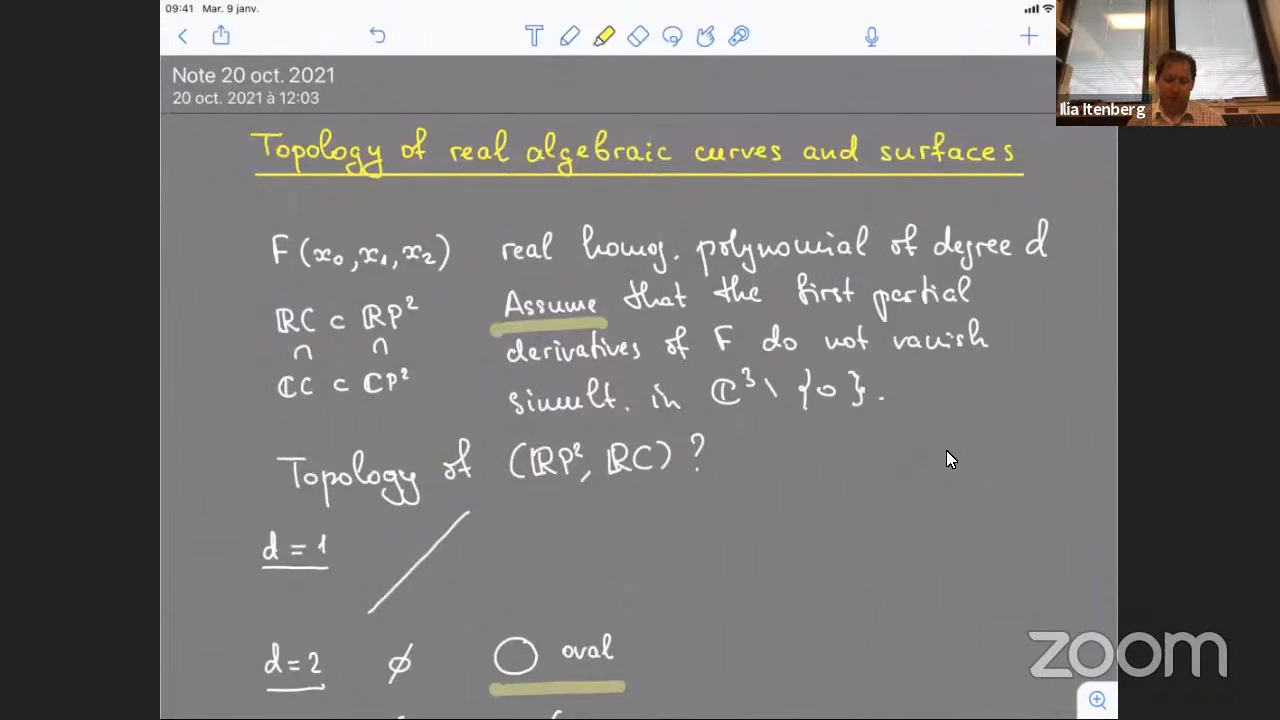 09:41 Mar. 9 janv.
Note 20 oct. 2021
20 oct. 2021 à 12:03
Ilia Itenberg
Topology of real algebraic curves and surfaces
F(x₀, x₁, x₂) real homog. polynomial of degree d
ℝC ⊂ ℝP² Assume that the first partial
∩ ∩ derivatives of F do not vanish
ℂC ⊂ ℂP² simult. in ℂ³ \ {0}.
Topology of (ℝP², ℝC) ?
d = 1
d = 2 ∅ oval
zoom